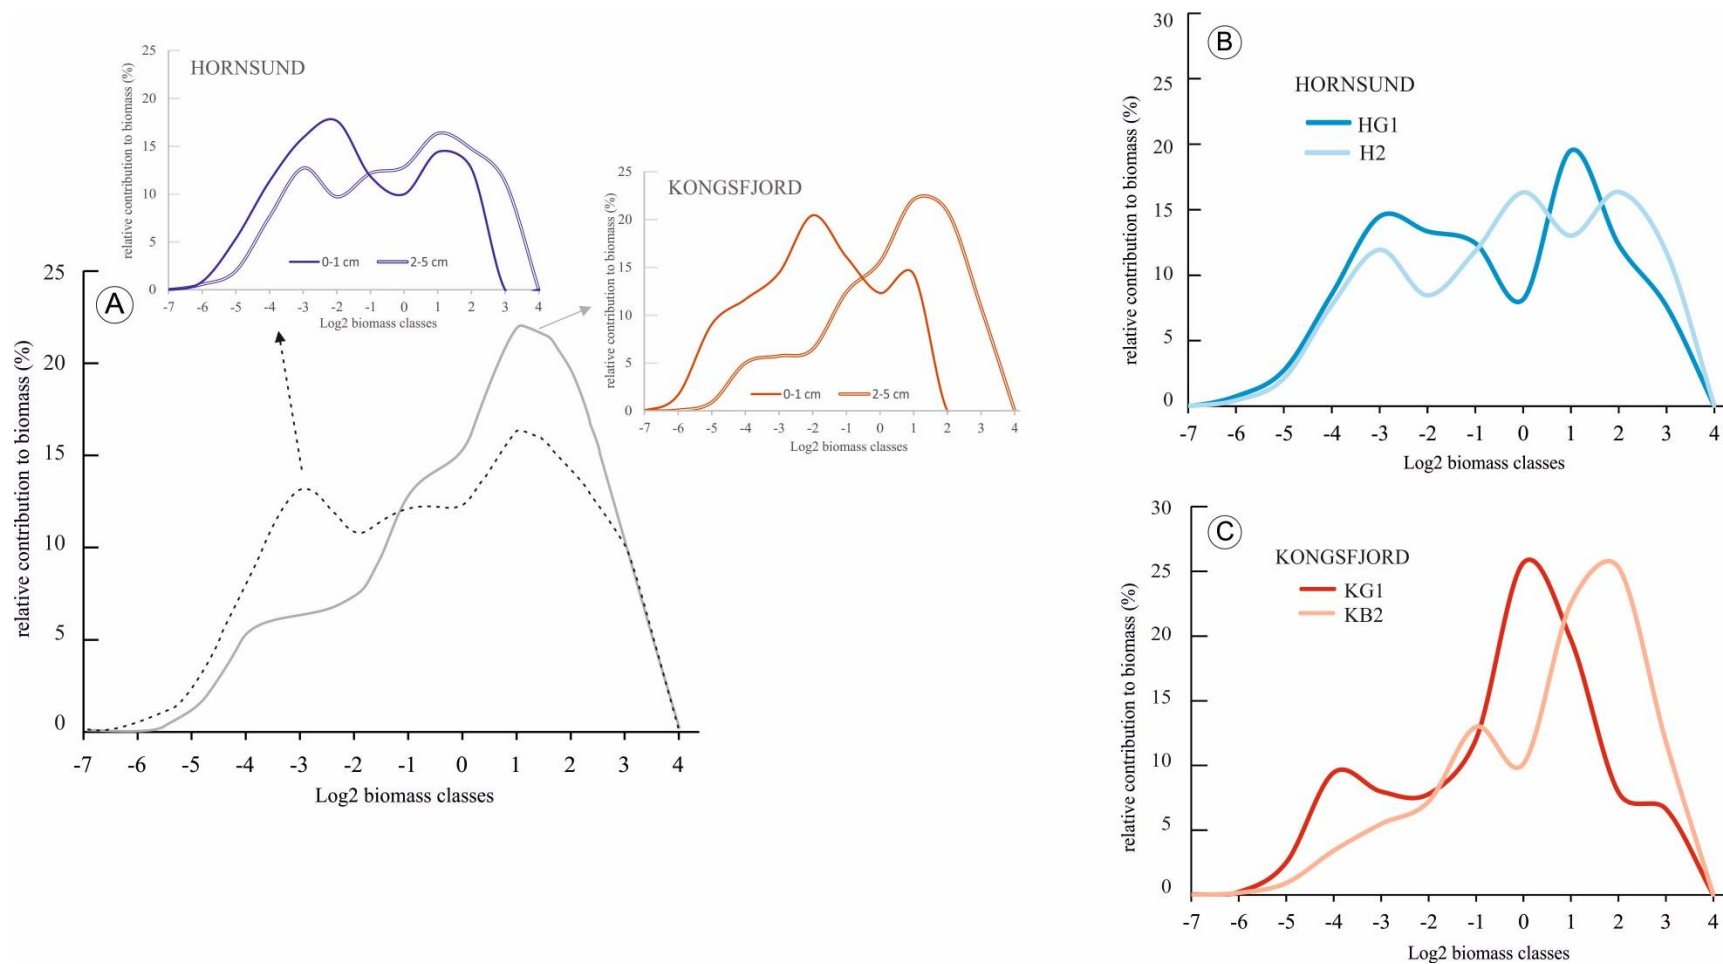 HORNSUND
relative contribution to biomass (%)
25
20
15
10
5
0
0-1 cm 2-5 cm
-7 -6 -5 -4 -3 -2 -1 0 1 2 3 4
Log2 biomass classes
KONGSFJORD
relative contribution to biomass (%)
25
20
15
10
5
0
0-1 cm 2-5 cm
-7 -6 -5 -4 -3 -2 -1 0 1 2 3 4
Log2 biomass classes
A
relative contribution to biomass (%)
25
20
15
10
5
0
-7 -6 -5 -4 -3 -2 -1 0 1 2 3 4
Log2 biomass classes
B
HORNSUND
HG1
H2
relative contribution to biomass (%)
30
25
20
15
10
5
0
-7 -6 -5 -4 -3 -2 -1 0 1 2 3 4
Log2 biomass classes
C
KONGSFJORD
KG1
KB2
relative contribution to biomass (%)
30
25
20
15
10
5
0
-7 -6 -5 -4 -3 -2 -1 0 1 2 3 4
Log2 biomass classes